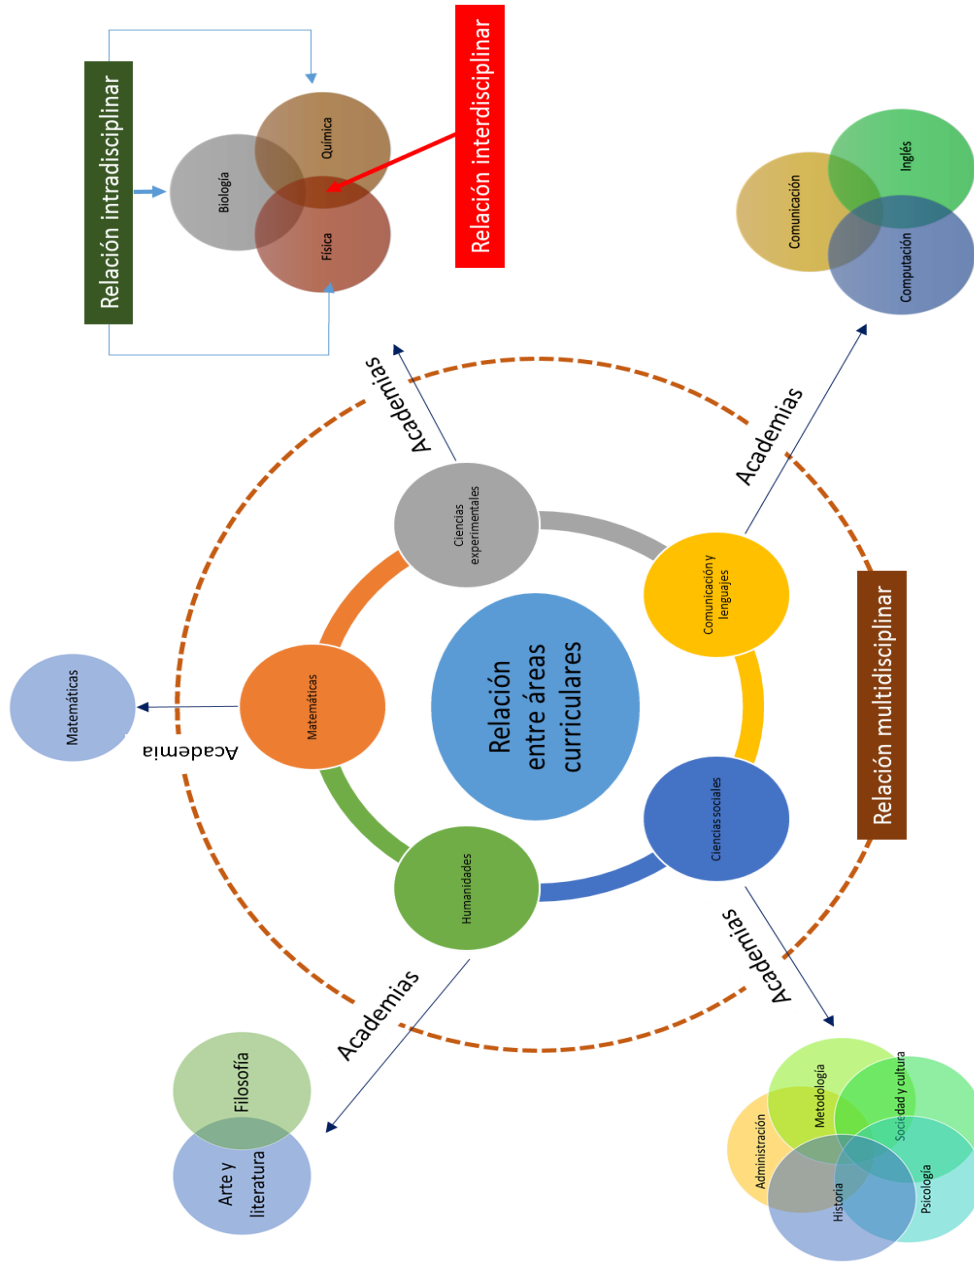 Matemáticas
Academia
Matemáticas
Relación intradisciplinar
Biología
Física
Química
Relación interdisciplinar
Arte y
literatura
Filosofía
Academias
Humanidades
Ciencias
experimentales
Academias
Relación
entre áreas
curriculares
Ciencias sociales
Comunicación y
lenguajes
Academias
Academias
Relación multidisciplinar
Administración
Metodología
Historia
Sociedad y cultura
Psicología
Comunicación
Computación
Inglés